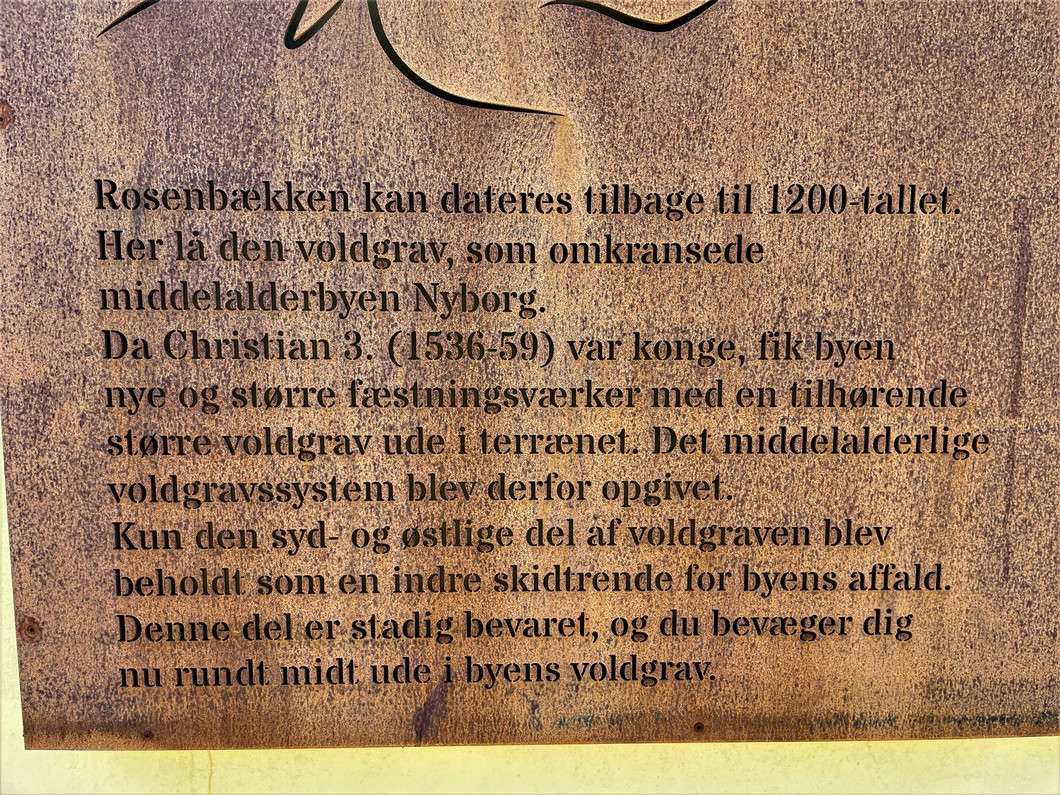 Rosenbækken kan dateres tilbage til 1200-tallet.
Her lå den voldgrav, som omkransede
middelalderbyen Nyborg.
Da Christian 3. (1536-59) var konge, fik byen
nye og større fæstningsværker med en tilhørende
større voldgrav ude i terrænet. Det middelalderlige
voldgravssystem blev derfor opgivet.
Kun den syd- og østlige del af voldgraven blev
beholdt som en indre skidtrende for byens affald.
Denne del er stadig bevaret, og du bevæger dig
nu rundt midt ude i byens voldgrav.